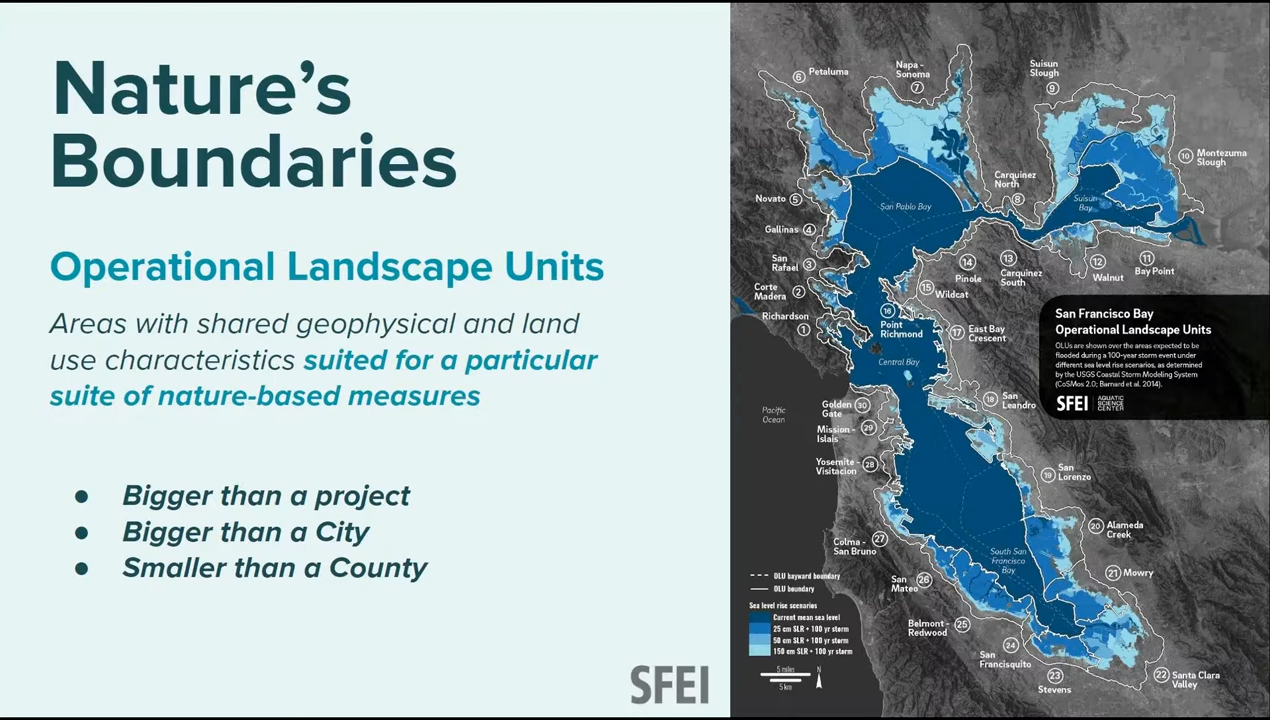 Nature's
Boundaries
Operational Landscape Units
Areas with shared geophysical and land
use characteristics suited for a particular
suite of nature-based measures
● Bigger than a project
● Bigger than a City
● Smaller than a County
SFEI
6 Petaluma
Napa -
Sonoma
7
Suisun
Slough
9
10 Montezuma
Slough
Carquinez
North
8
Novato 5
San Pablo Bay
Suisun
Bay
Gallinas 4
San
Rafael 3
14
Pinole
13
Carquinez
South
12
Walnut
11
Bay Point
Corte
Madera 2
15
Wildcat
Richardson
1
16
Point
Richmond
17 East Bay
Crescent
Central Bay
San Francisco Bay
Operational Landscape Units
OLUs are shown over the areas expected to be
flooded during a 100-year storm event under
different sea level rise scenarios, as determined
by the USGS Coastal Storm Modeling System
(CoSMos 2.0; Barnard et al. 2014).
SFEI AQUATIC
SCIENCE
CENTER
Pacific
Ocean
Golden
Gate 30
18 San
Leandro
Mission -
Islais 29
Yosemite -
Visitacion 28
19 San
Lorenzo
20 Alameda
Creek
Colma -
San Bruno 27
South San
Francisco
Bay
21 Mowry
San
Mateo 26
Belmont -
Redwood 25
24
San
Francisquito
23
Stevens
22 Santa Clara
Valley
OLU bayward boundary
OLU boundary
Sea level rise scenarios
Current mean sea level
25 cm SLR + 100 yr storm
50 cm SLR + 100 yr storm
150 cm SLR + 100 yr storm
5 miles
5 km
N